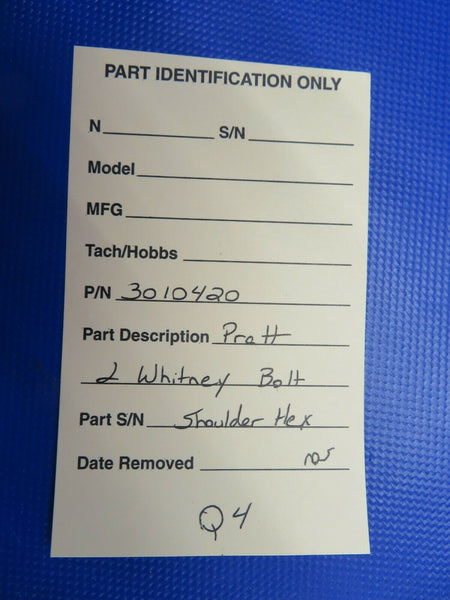 PART IDENTIFICATION ONLY
N S/N
Model
MFG
Tach/Hobbs
P/N 3010420
Part Description Pratt
& Whitney Bolt
Part S/N Shoulder Hex
Date Removed
Q4